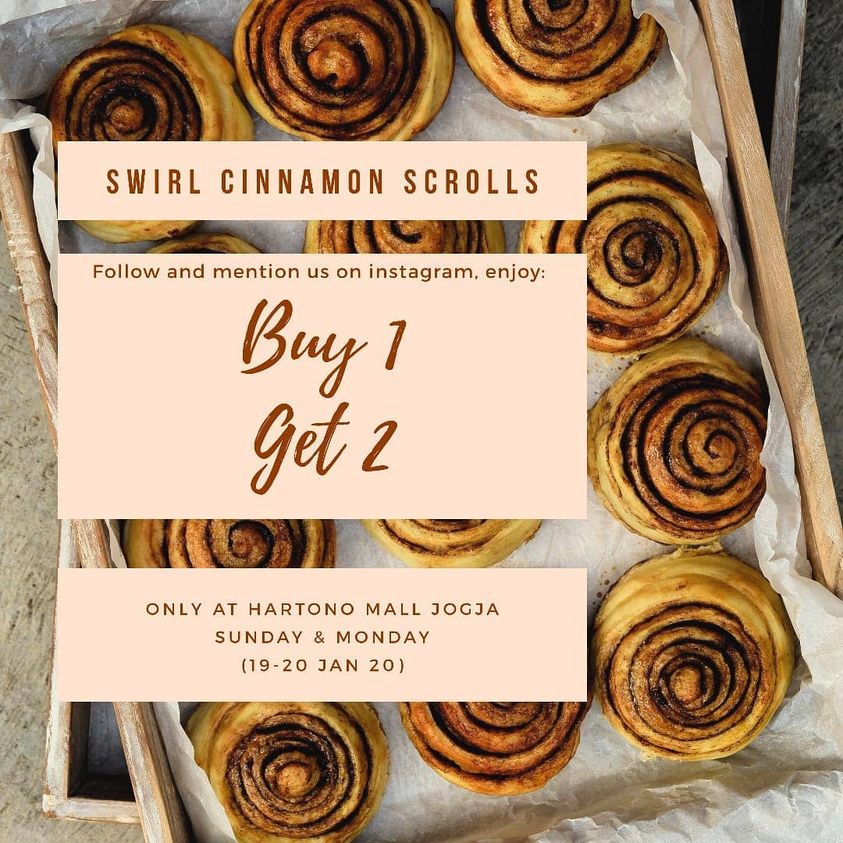 SWIRL CINNAMON SCROLLS
Follow and mention us on instagram, enjoy:
Buy 1
Get 2
ONLY AT HARTONO MALL JOGJA
SUNDAY & MONDAY
(19-20 JAN 20)